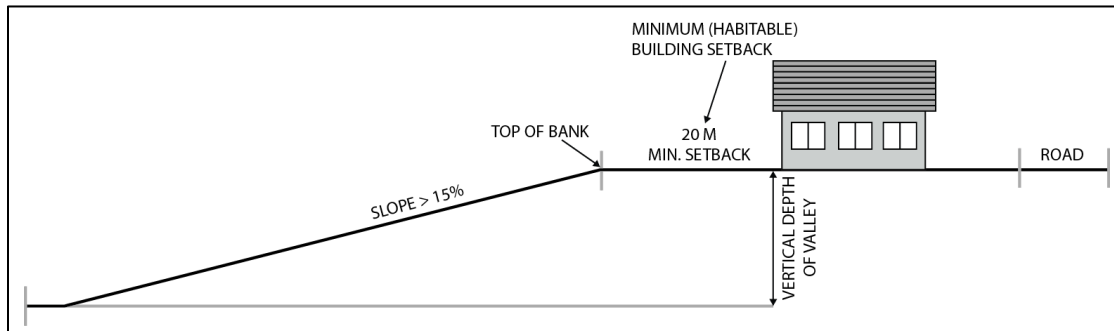 MINIMUM (HABITABLE)
BUILDING SETBACK
TOP OF BANK
20 M
MIN. SETBACK
ROAD
SLOPE > 15%
VERTICAL DEPTH
OF VALLEY